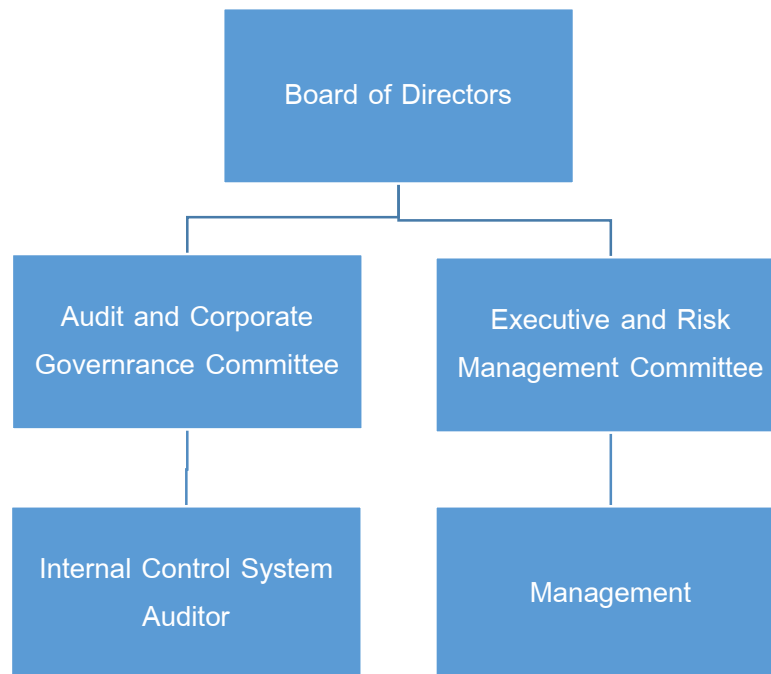 Board of Directors
Audit and Corporate
Governrance Committee
Executive and Risk
Management Committee
Internal Control System
Auditor
Management